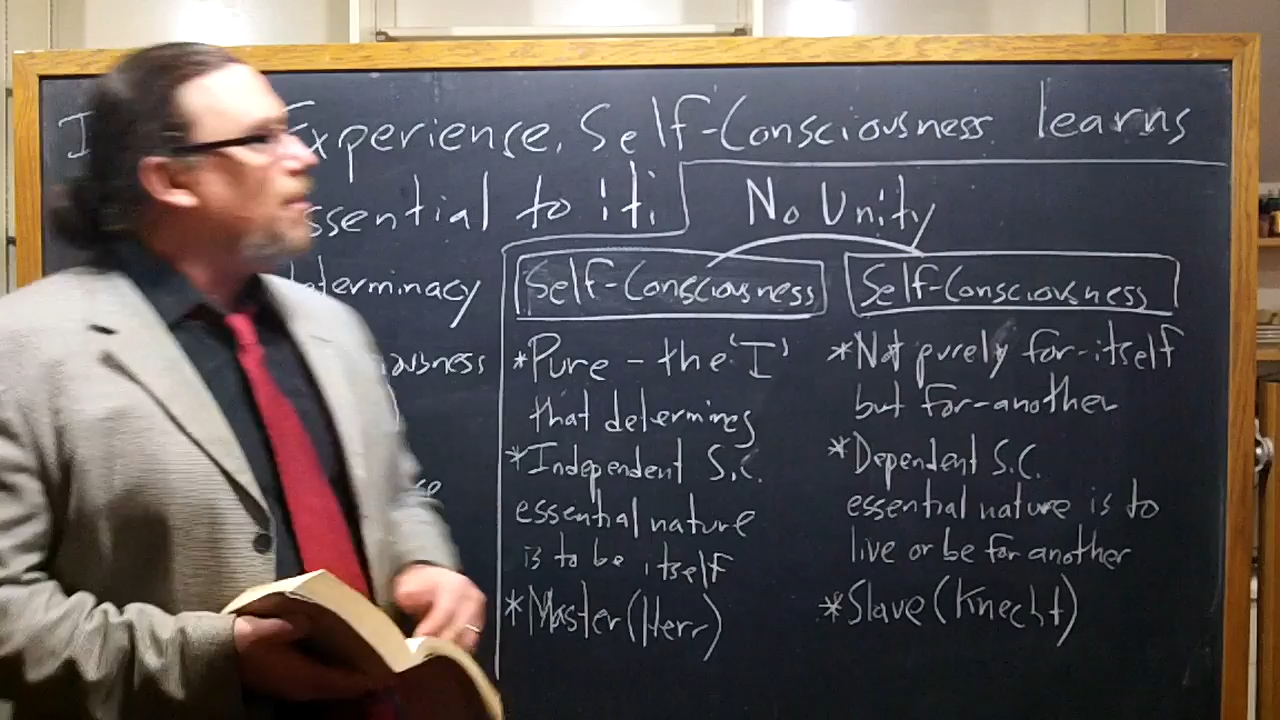 I Experience, Self-Consciousness learns
ssential to it:
No Unity
terminacy
ousness
Self-Consciousness
*Pure - the 'I'
that determines
*Independent S.C.
essential nature
is to be itself
*Master (Herr)
Self-Consciousness
*Not purely for-itself
but for-another
*Dependent S.C.
essential nature is to
live or be for another
*Slave (Knecht)